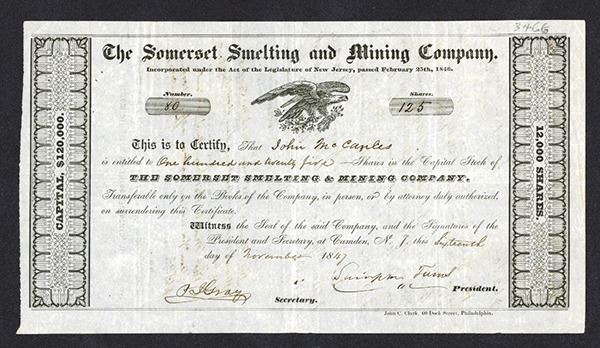 3466
The Somerset Smelting and Mining Company.
Incorporated under the Act of the Legislature of New Jersey, passed February 25th, 1846.
Number. Shares.
80 125
This is to Certify, That John McCaples
is entitled to One hundred and twenty five Shares in the Capital Stock of
THE SOMERSET SMELTING & MINING COMPANY,
Transferable only on the Books of the Company, in person, or by attorney duly authorized,
on surrendering this Certificate.
Witness the Seal of the said Company, and the Signatures of the
President and Secretary, at Camden, N. J. this sixteenth
day of November 1847
Gray
Secretary. President.
CAPITAL, $120,000.
12,000 SHARES.
John C. Clark, 60 Dock Street, Philadelphia.